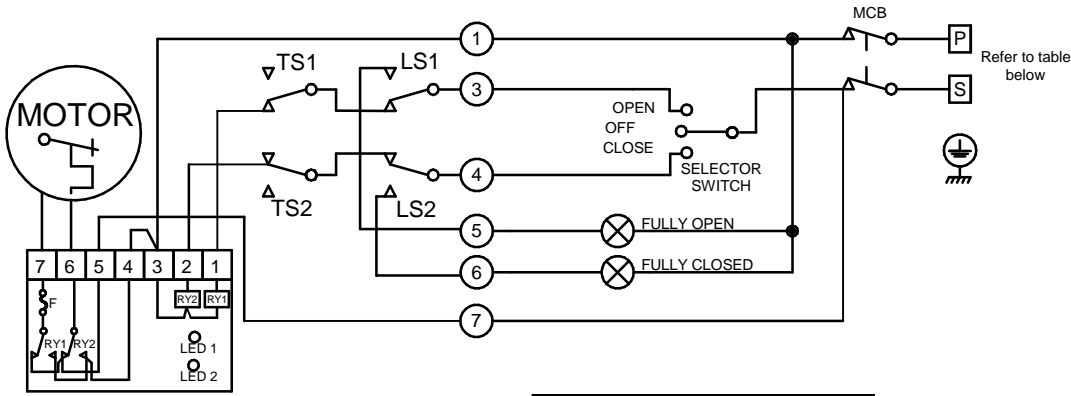 MCB
1
P
TS1
LS1
Refer to table
below
3
S
MOTOR
OPEN
OFF
CLOSE
4
SELECTOR
SWITCH
TS2
LS2
5
FULLY OPEN
7 6 5 4 3 2 1
6
FULLY CLOSED
F
RY2 RY1
7
RY1 RY2
LED 1
LED 2